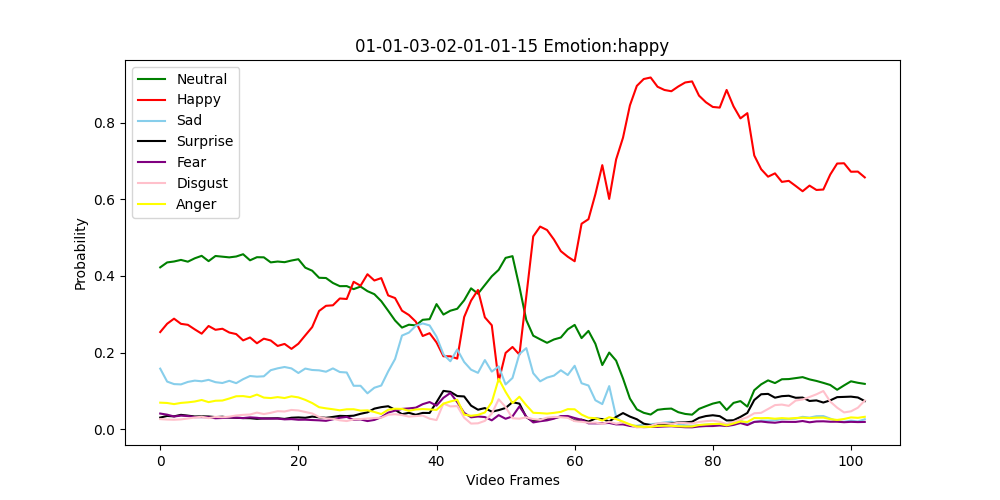 01-01-03-02-01-01-15 Emotion:happy
Neutral
Happy
Sad
Surprise
Fear
Disgust
Anger
Probability
0.8
0.6
0.4
0.2
0.0
0 20 40 60 80 100
Video Frames